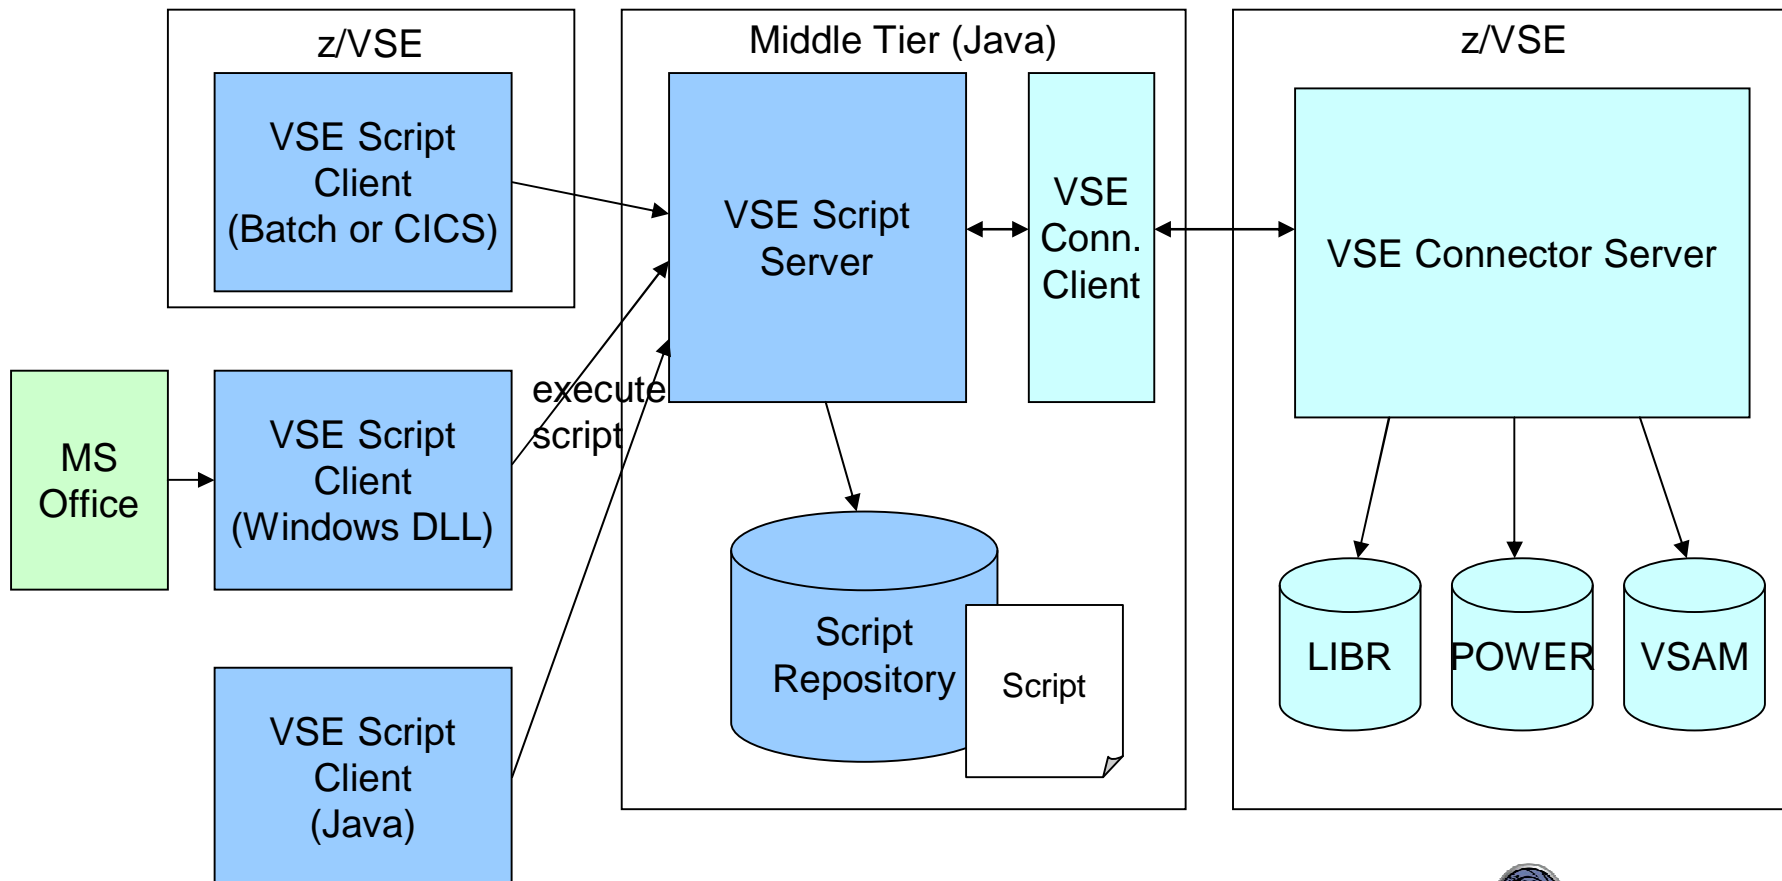 z/VSE
VSE Script
Client
(Batch or CICS)
MS
Office
VSE Script
Client
(Windows DLL)
VSE Script
Client
(Java)
execute
script
Middle Tier (Java)
VSE Script
Server
VSE
Conn.
Client
Script
Repository
Script
z/VSE
VSE Connector Server
LIBR
POWER
VSAM